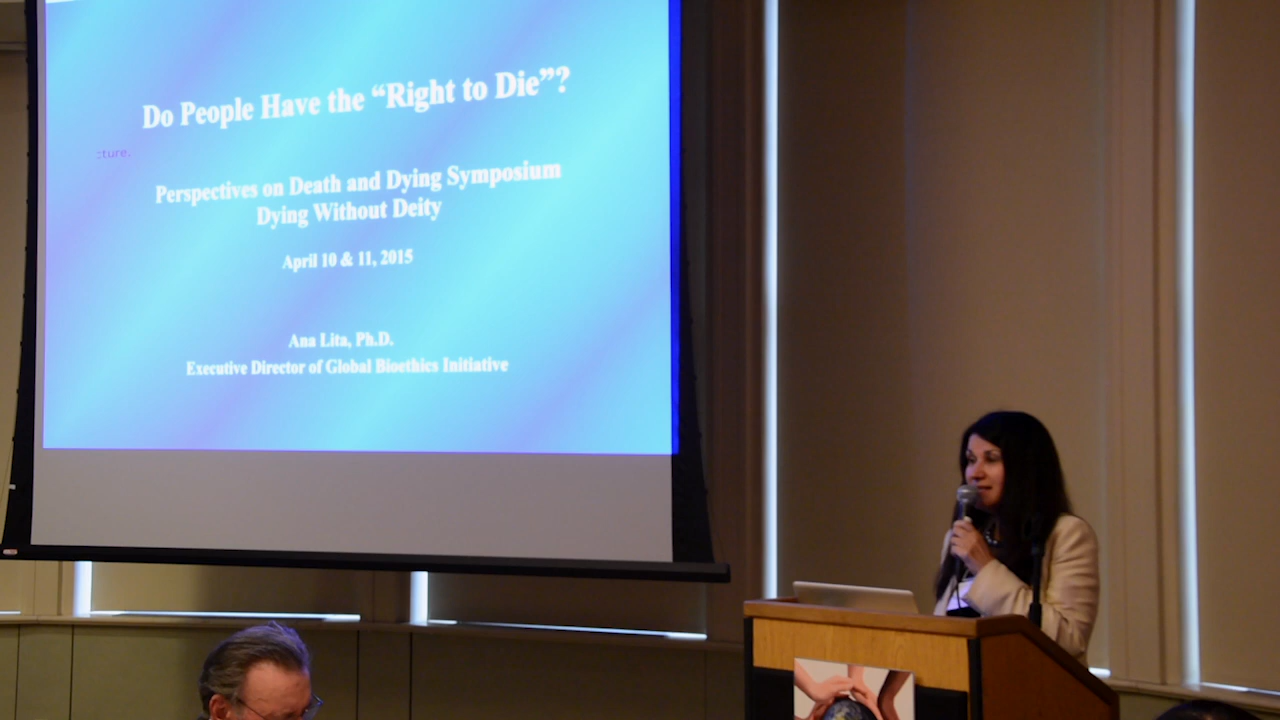 Do People Have the “Right to Die”?
cture.
Perspectives on Death and Dying Symposium
Dying Without Deity
April 10 & 11, 2015
Ana Lita, Ph.D.
Executive Director of Global Bioethics Initiative